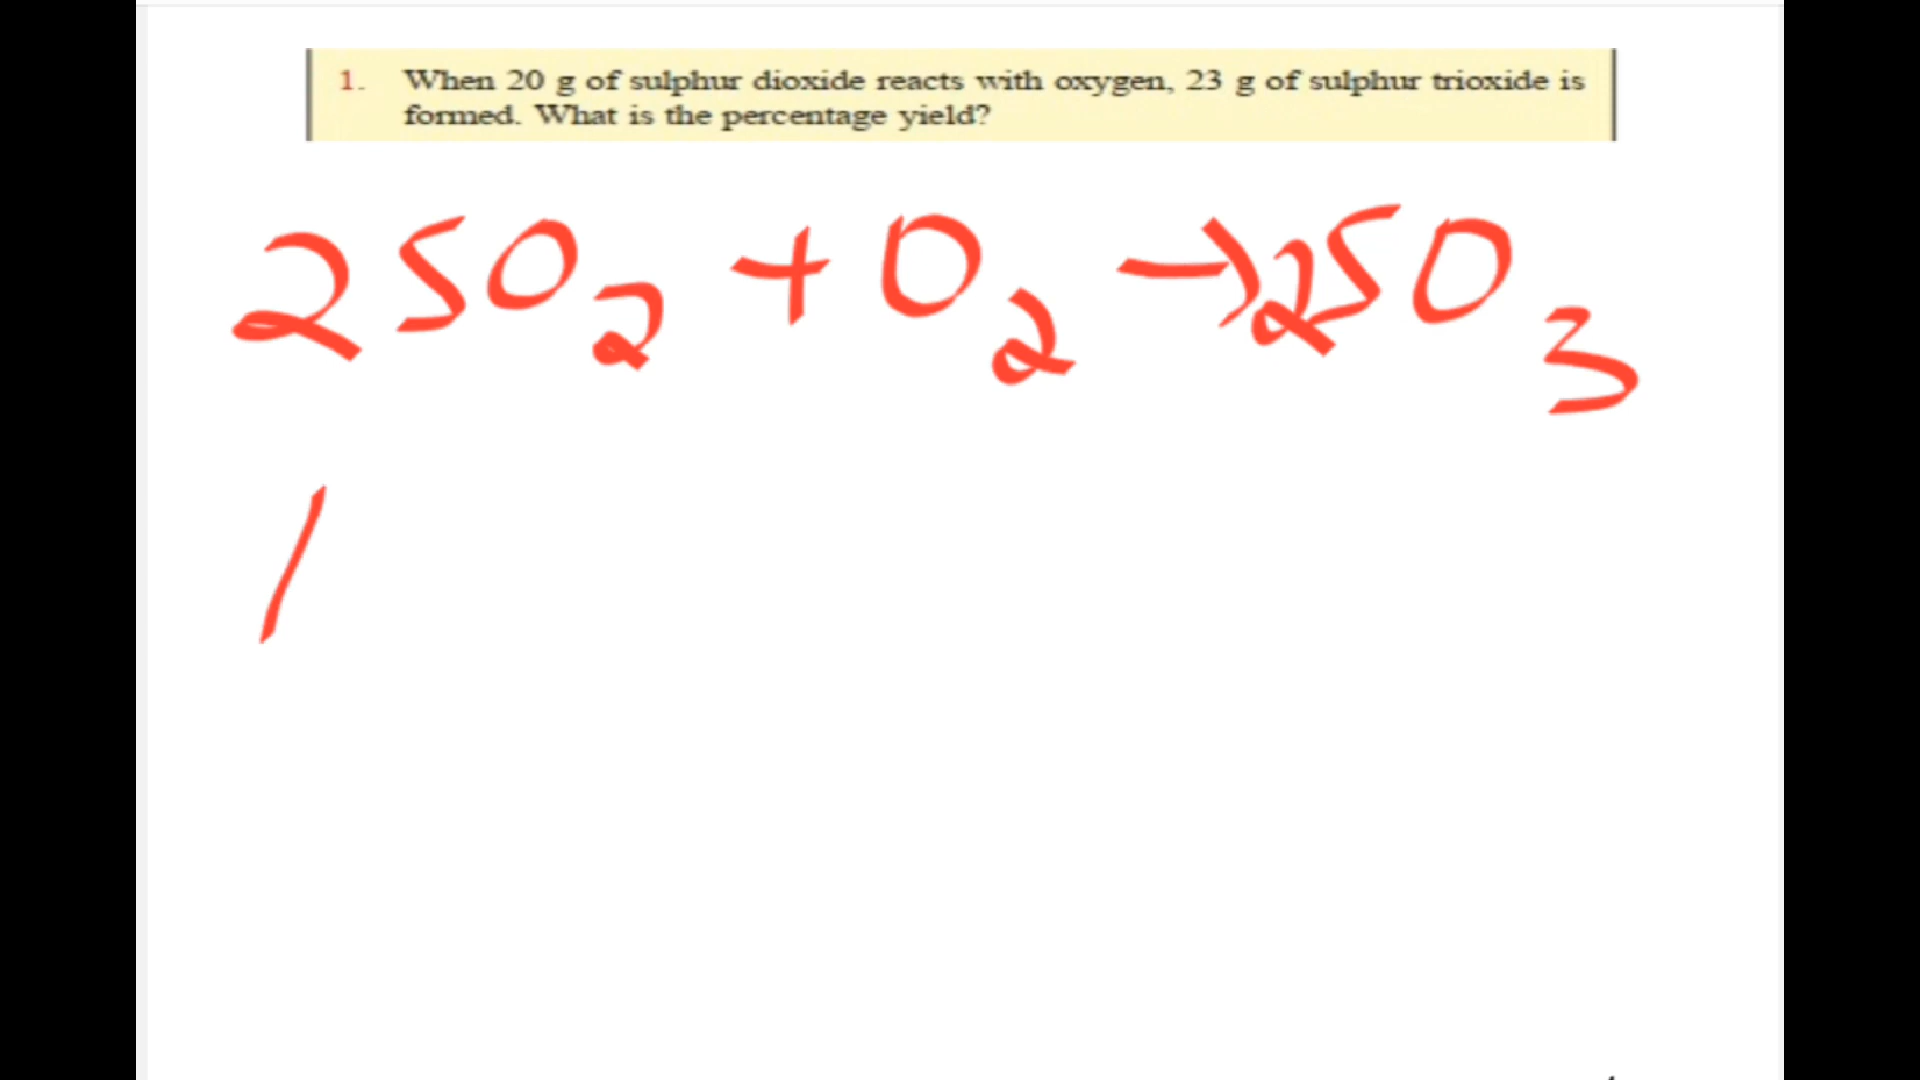 1. When 20 g of sulphur dioxide reacts with oxygen, 23 g of sulphur trioxide is
formed. What is the percentage yield?
2SO₂ + O₂ → 2SO₃